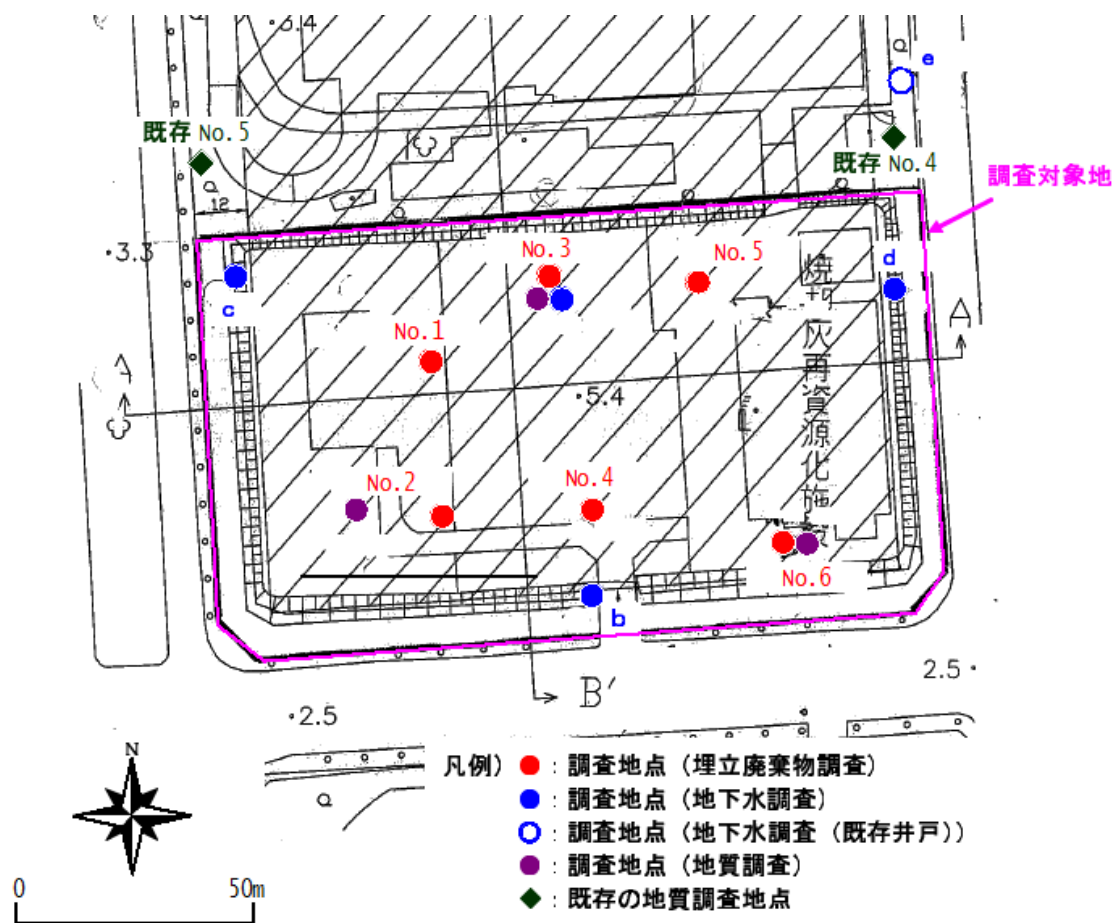 3.4
e
既存 No.5
既存 No.4
調査対象地
12
・3.3
No.3
No.5
d
c
No.1
A
A
・5.4
焼却灰再資源化施設
No.2
No.4
No.6
b
B′
2.5・
・2.5
N
凡例)
：調査地点（埋立廃棄物調査）
：調査地点（地下水調査）
：調査地点（地下水調査（既存井戸））
：調査地点（地質調査）
：既存の地質調査地点
0 50m